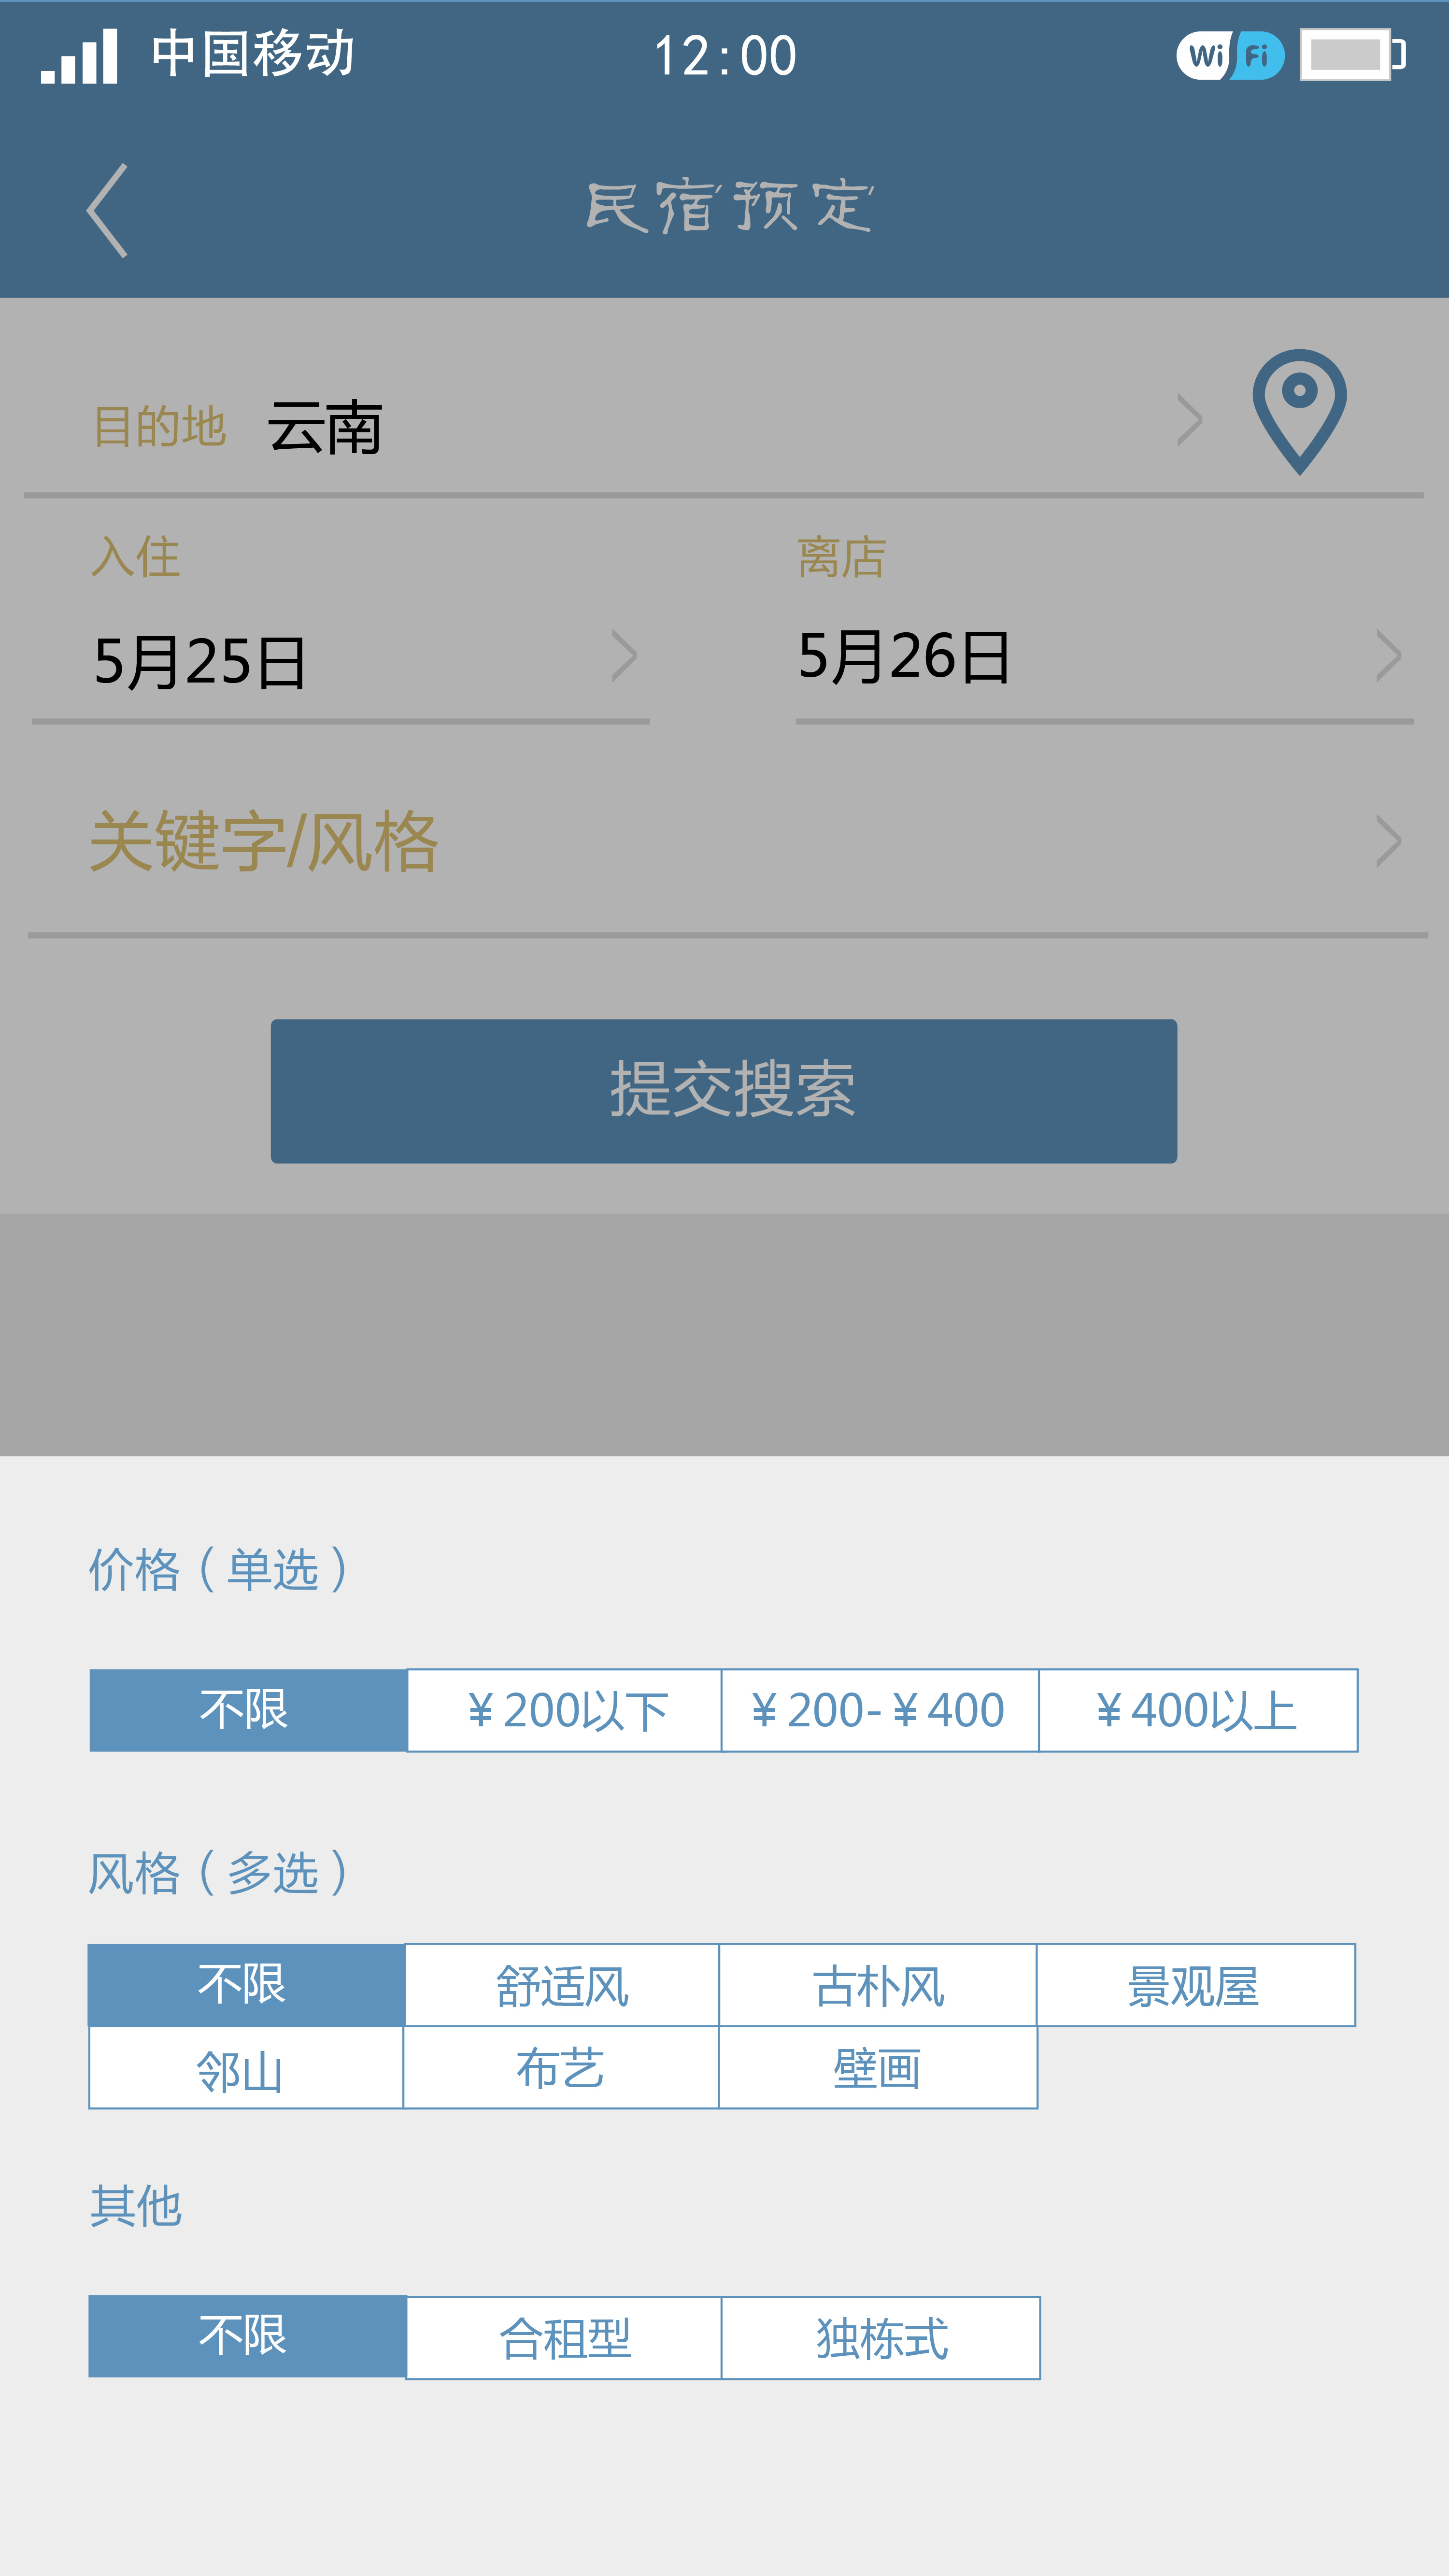 中国移动 12:00 WiFi
民宿预定
目的地 云南
入住 离店
5月25日 5月26日
关键字/风格
提交搜索
价格（单选）
不限 ¥200以下 ¥200-¥400 ¥400以上
风格（多选）
不限 舒适风 古朴风 景观屋
邻山 布艺 壁画
其他
不限 合租型 独栋式